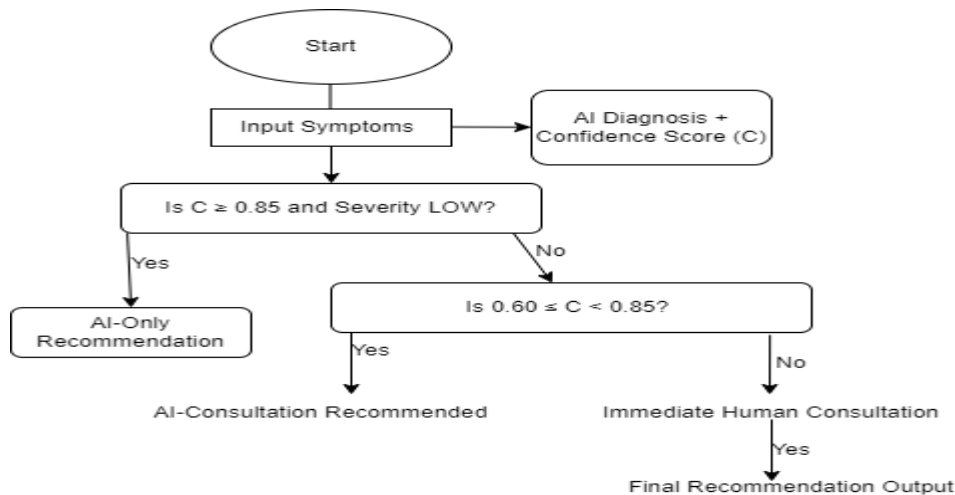 Start
Input Symptoms
AI Diagnosis +
Confidence Score (C)
Is C ≥ 0.85 and Severity LOW?
Yes
No
AI-Only
Recommendation
Is 0.60 ≤ C < 0.85?
Yes
No
AI-Consultation Recommended
Immediate Human Consultation
Yes
Final Recommendation Output